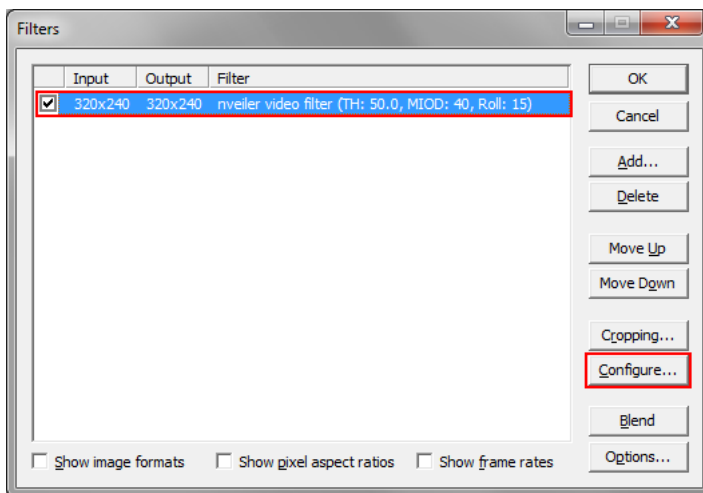 Filters
Input Output Filter
320x240 320x240 nveiler video filter (TH: 50.0, MIOD: 40, Roll: 15)
OK
Cancel
Add...
Delete
Move Up
Move Down
Cropping...
Configure...
Blend
Options...
Show image formats Show pixel aspect ratios Show frame rates